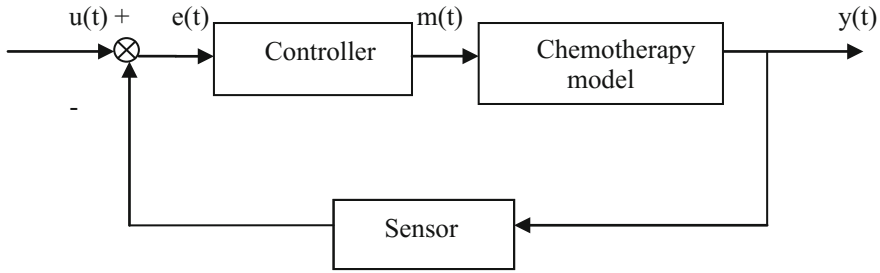 u(t) + e(t) m(t) y(t)
Controller
Chemotherapy
model
-
Sensor